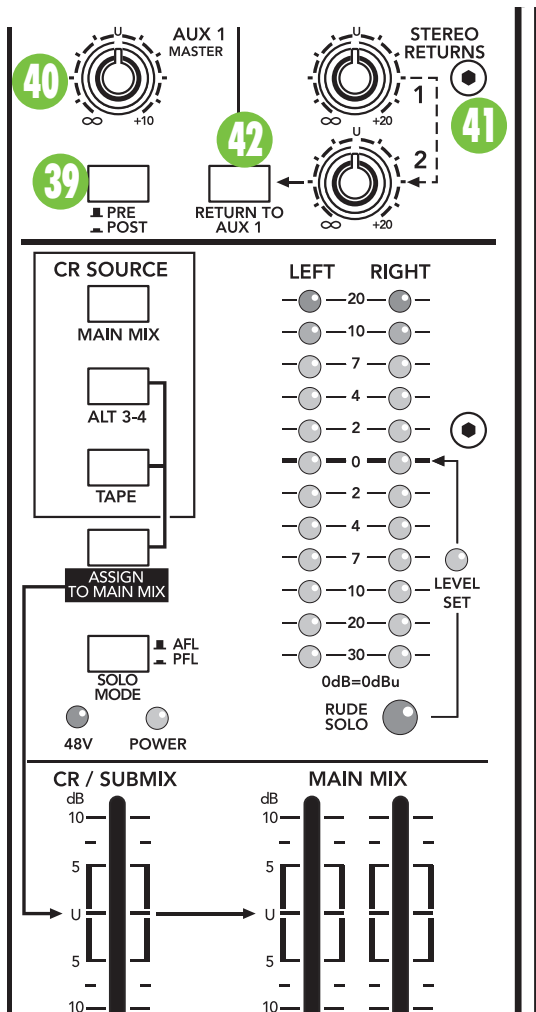 U
AUX 1
MASTER
40
∞
+10
U
STEREO
RETURNS
∞
+20
1
41
42
39
PRE
POST
RETURN TO
AUX 1
U
2
∞
+20
CR SOURCE
MAIN MIX
ALT 3-4
TAPE
ASSIGN
TO MAIN MIX
SOLO
MODE
AFL
PFL
48V
POWER
LEFT
RIGHT
20
10
7
4
2
0
2
4
7
10
20
30
0dB=0dBu
LEVEL
SET
RUDE
SOLO
CR / SUBMIX
dB
10
5
U
5
10
MAIN MIX
dB
10
5
U
5
10